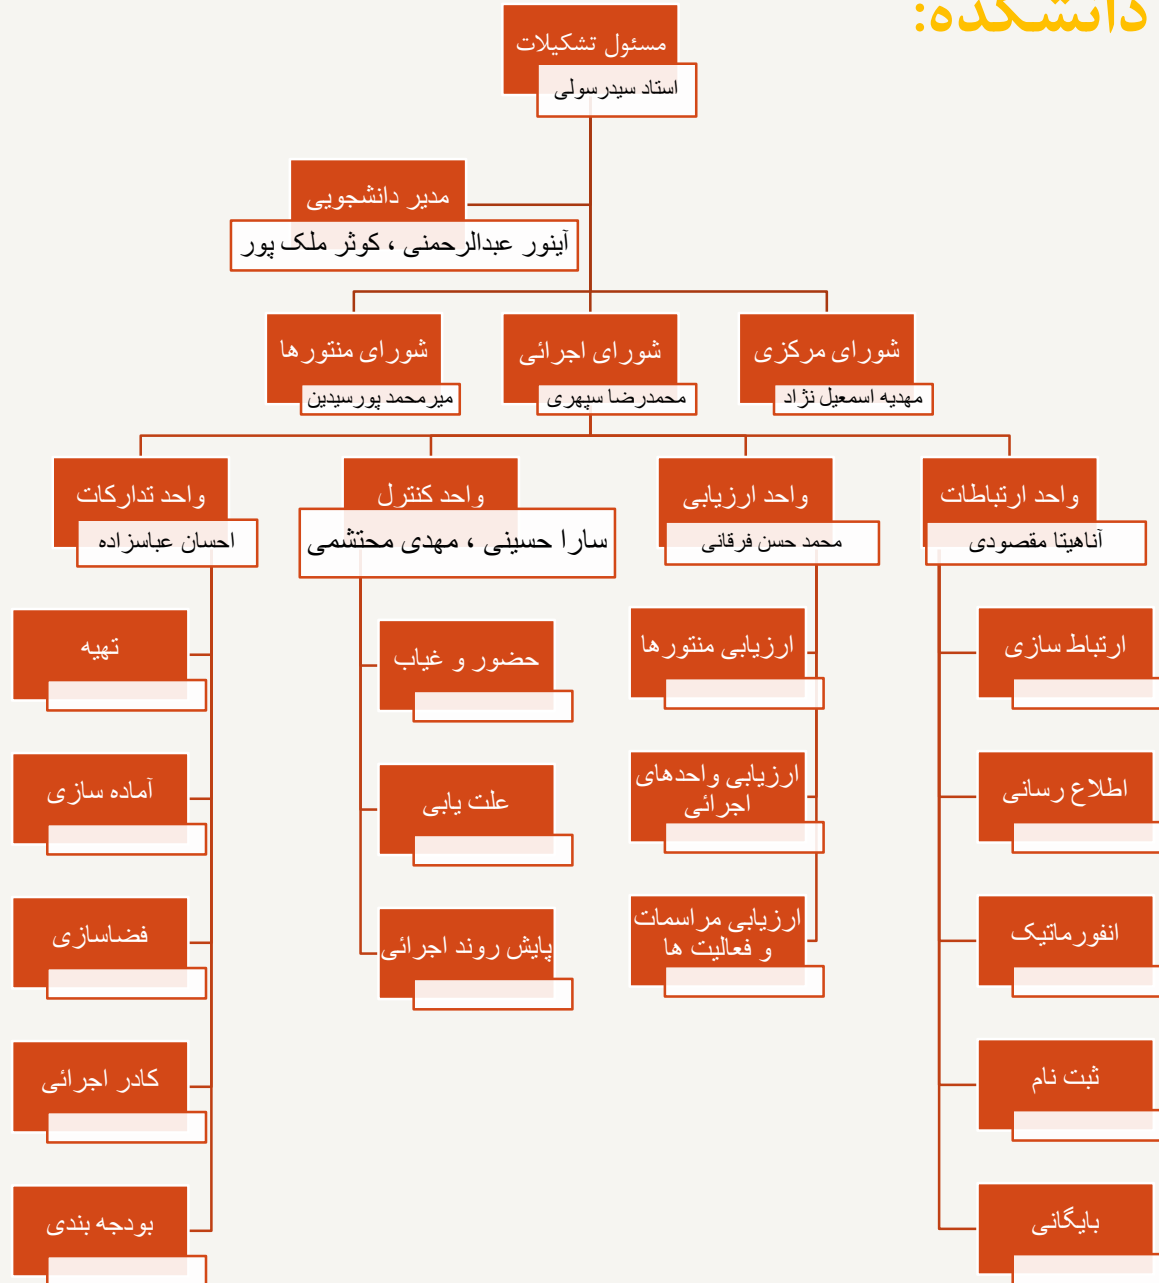 دانشکده:
مسئول تشکیلات
استاد سیدرسولی
مدیر دانشجویی
آینور عبدالرحمنی ، کوثر ملک پور
شورای مرکزی
مهدیه اسمعیل نژاد
شورای اجرائی
محمدرضا سپهری
شورای منتورها
میرمحمد پورسیدین
واحد ارتباطات
آناهیتا مقصودی
واحد ارزیابی
محمد حسن فرقانی
واحد کنترل
سارا حسینی ، مهدی محتشمی
واحد تدارکات
احسان عباسزاده
ارتباط سازی
اطلاع رسانی
انفورماتیک
ثبت نام
بایگانی
ارزیابی منتورها
ارزیابی واحدهای
اجرائی
ارزیابی مراسمات
و فعالیت ها
حضور و غیاب
علت یابی
پایش روند اجرائی
تهیه
آماده سازی
فضاسازی
کادر اجرائی
بودجه بندی